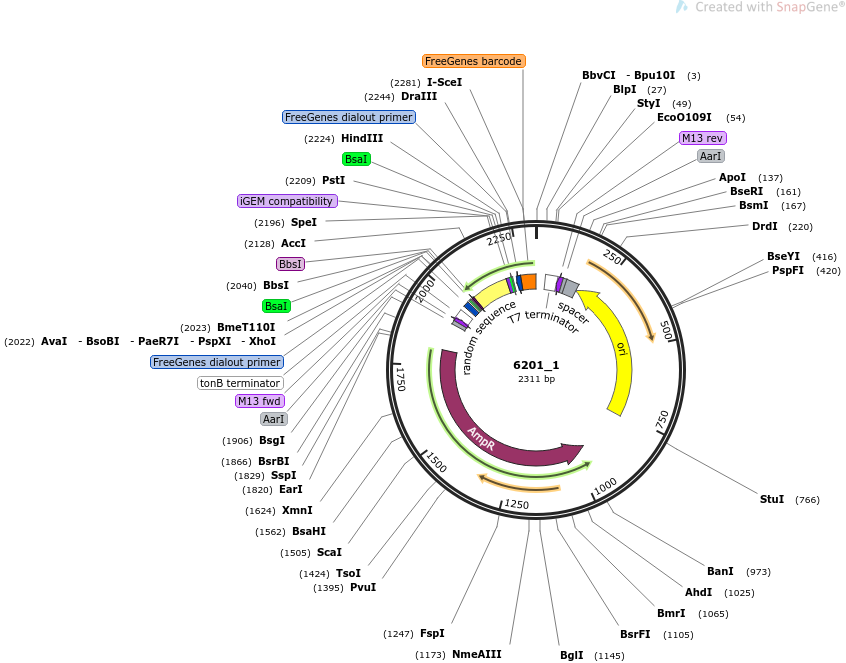 Created with SnapGene®
FreeGenes barcode
(2281) I-SceI
(2244) DraIII
FreeGenes dialout primer
(2224) HindIII
BsaI
(2209) PstI
iGEM compatibility
(2196) SpeI
(2128) AccI
BbsI
(2040) BbsI
BsaI
(2023) BmeT110I
(2022) AvaI - BsoBI - PaeR7I - PspXI - XhoI
FreeGenes dialout primer
tonB terminator
M13 fwd
AarI
(1906) BsgI
(1866) BsrBI
(1829) SspI
(1820) EarI
(1624) XmnI
(1562) BsaHI
(1505) ScaI
(1424) TsoI
(1395) PvuI
(1247) FspI
(1173) NmeAIII
BbvCI - Bpu10I (3)
BlpI (27)
StyI (49)
EcoO109I (54)
M13 rev
AarI
ApoI (137)
BseRI (161)
BsmI (167)
DrdI (220)
BseYI (416)
PspFI (420)
StuI (766)
BanI (973)
AhdI (1025)
BmrI (1065)
BsrFI (1105)
BglI (1145)
250
500
750
1000
1250
1500
1750
2000
2250
random sequence
T7 terminator
spacer
ori
AmpR
6201_1
2311 bp